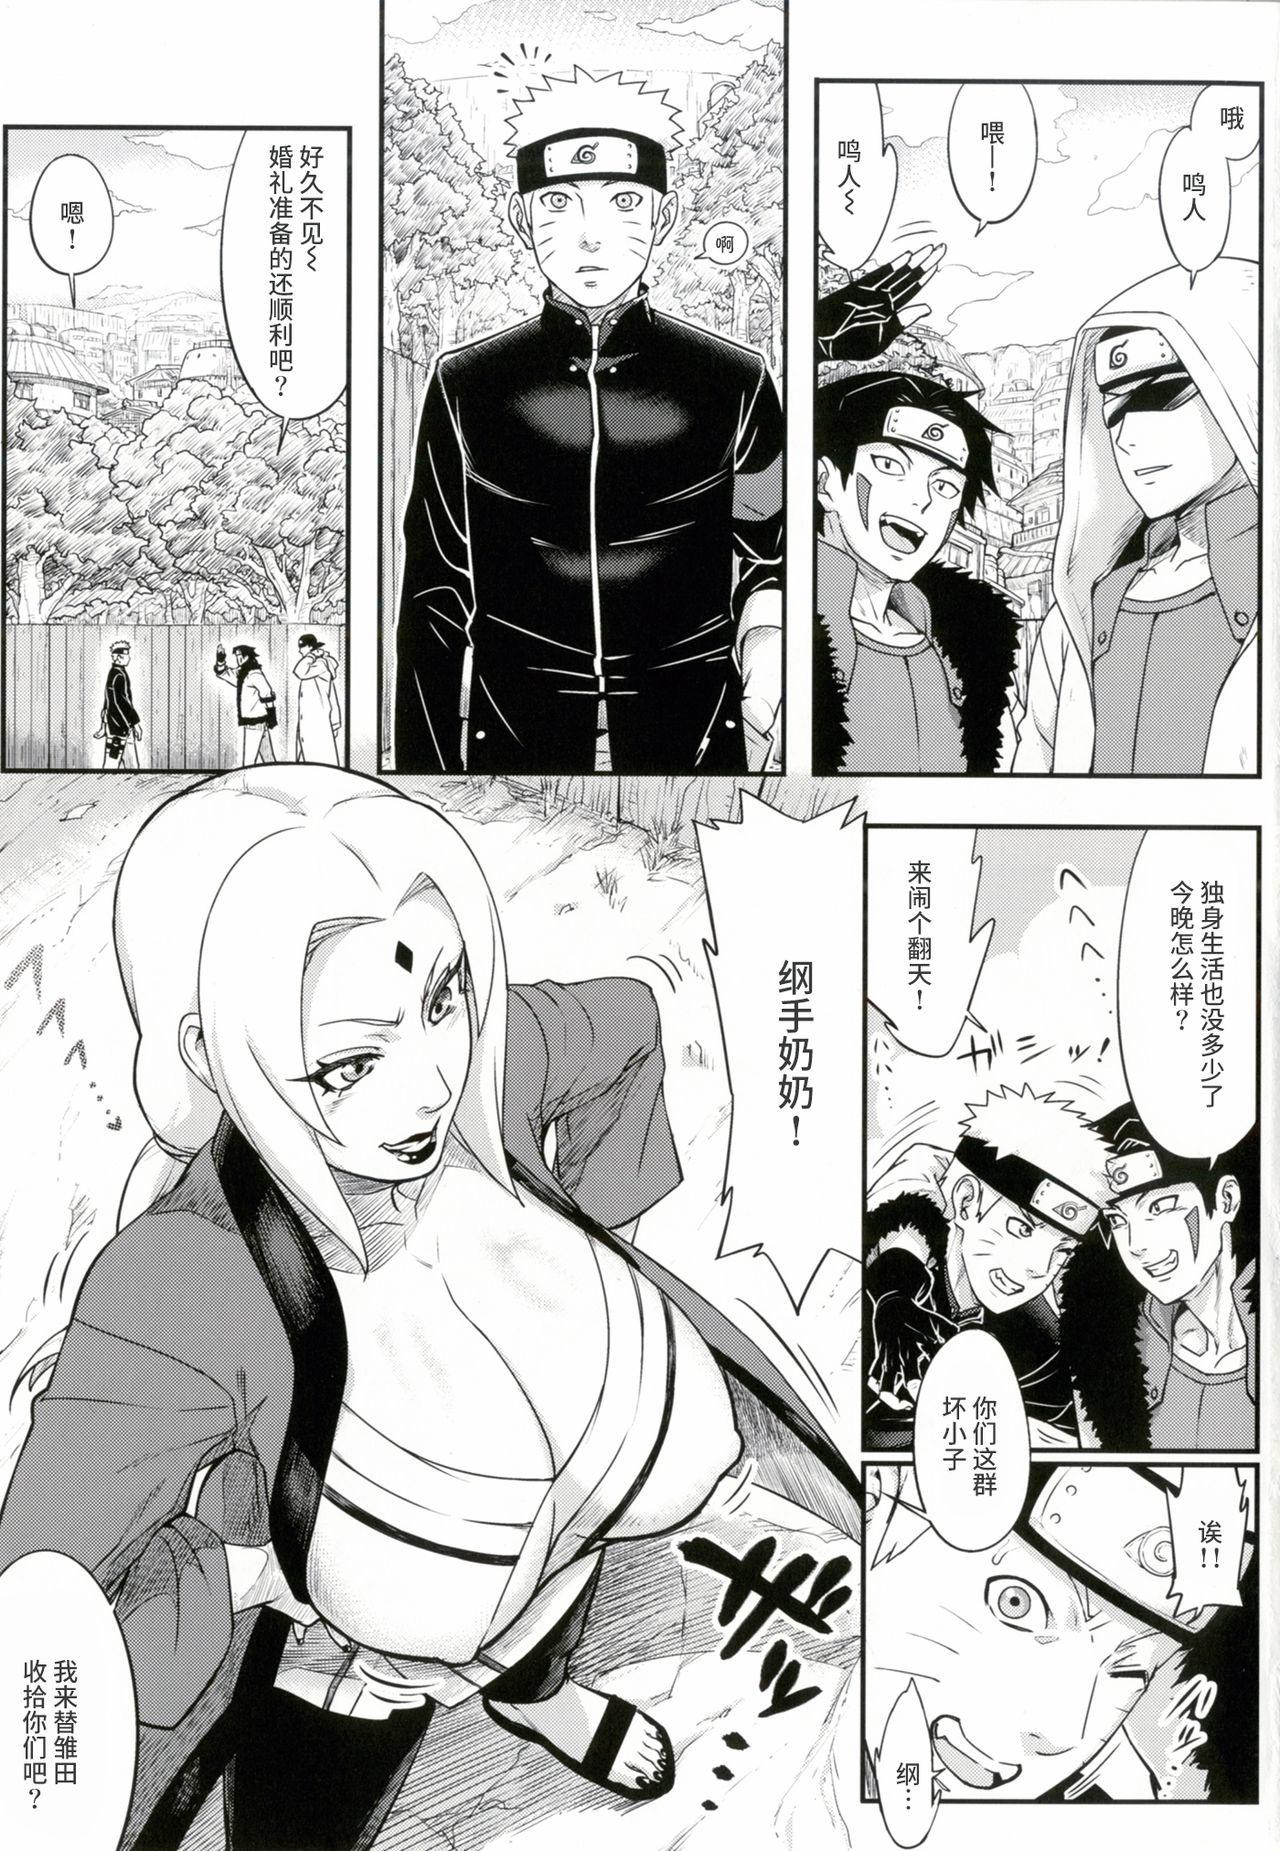 哦
鸣人
喂—！
鸣人～
啊
好久不见～
婚礼准备的还顺利吧？
嗯！
独身生活也没多少了
今晚怎么样？
来闹个翻天！
你们这群
坏小子
诶!!
纲…
纲手奶奶！
我来替雏田
收拾你们吧？